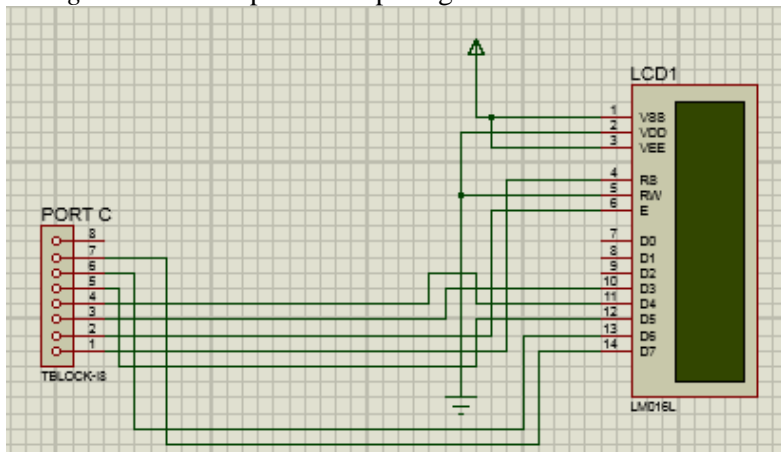 LCD1
1 VSS
2 VDD
3 VEE
4 RS
5 RW
6 E
7 D0
8 D1
9 D2
10 D3
11 D4
12 D5
13 D6
14 D7
LM016L
PORT C
8
7
6
5
4
3
2
1
TBLOCK-I8